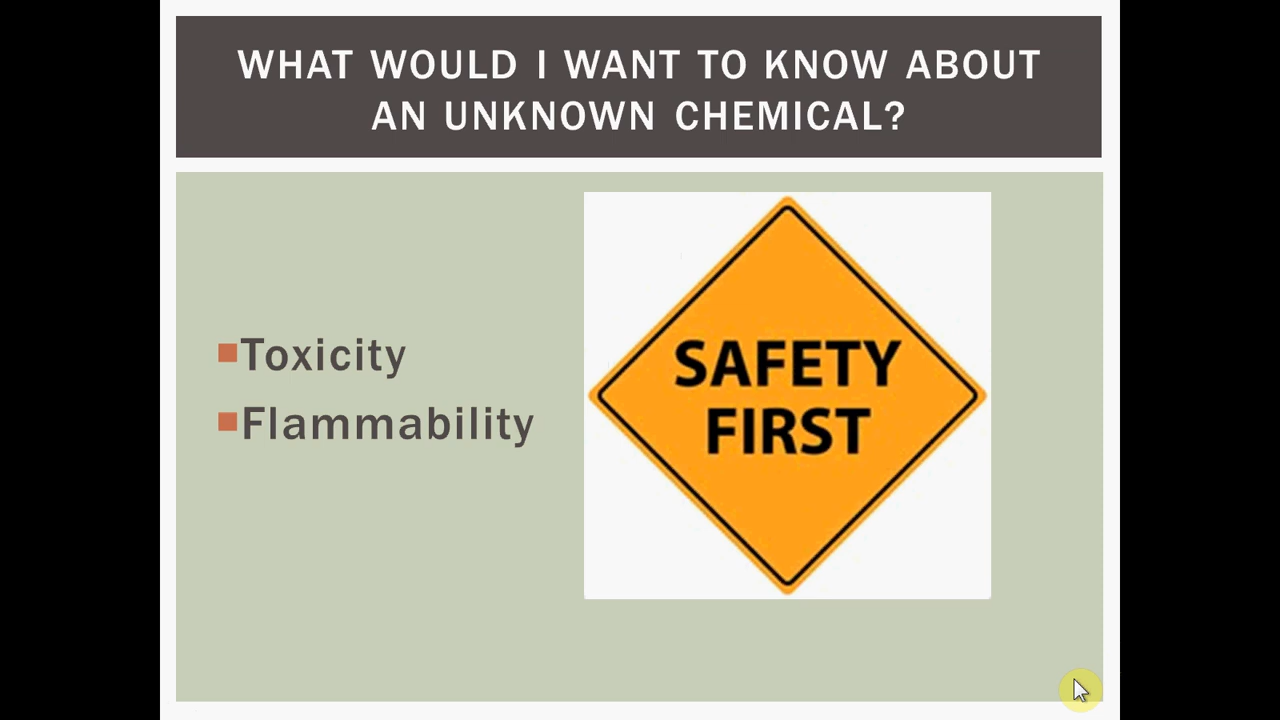 WHAT WOULD I WANT TO KNOW ABOUT
AN UNKNOWN CHEMICAL?
Toxicity
Flammability
SAFETY
FIRST